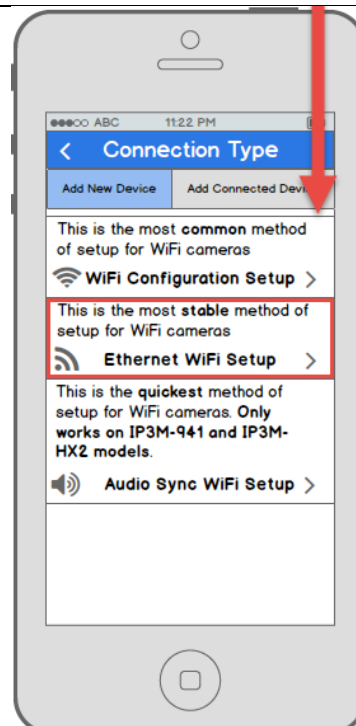 ABC 11:22 PM
Connection Type
Add New Device Add Connected
This is the most common method
of setup for WiFi cameras
WiFi Configuration Setup
This is the most stable method of
setup for WiFi cameras
Ethernet WiFi Setup
This is the quickest method of
setup for WiFi cameras. Only
works on IP3M-941 and IP3M-
HX2 models.
Audio Sync WiFi Setup